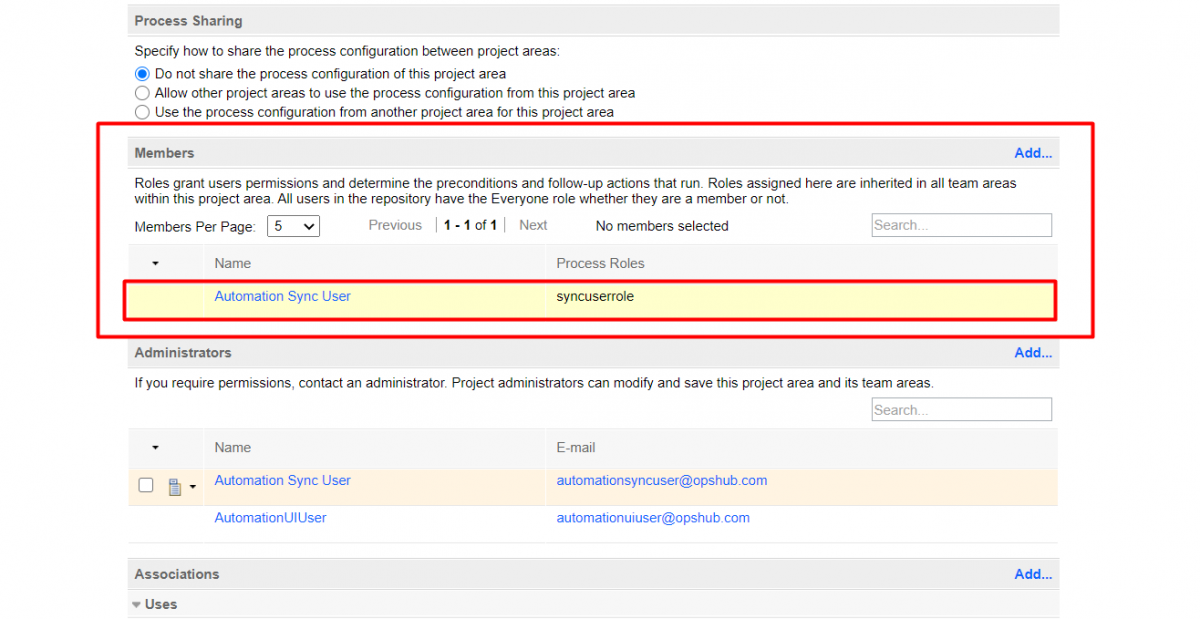 Process Sharing
Specify how to share the process configuration between project areas:
Do not share the process configuration of this project area
Allow other project areas to use the process configuration from this project area
Use the process configuration from another project area for this project area
Members Add...
Roles grant users permissions and determine the preconditions and follow-up actions that run. Roles assigned here are inherited in all team areas
within this project area. All users in the repository have the Everyone role whether they are a member or not.
Members Per Page: 5 Previous 1 - 1 of 1 Next No members selected Search...
Name Process Roles
Automation Sync User syncuserrole
Administrators Add...
If you require permissions, contact an administrator. Project administrators can modify and save this project area and its team areas.
Search...
Name E-mail
Automation Sync User automationsyncuser@opshub.com
AutomationUIUser automationuiuser@opshub.com
Associations Add...
Uses